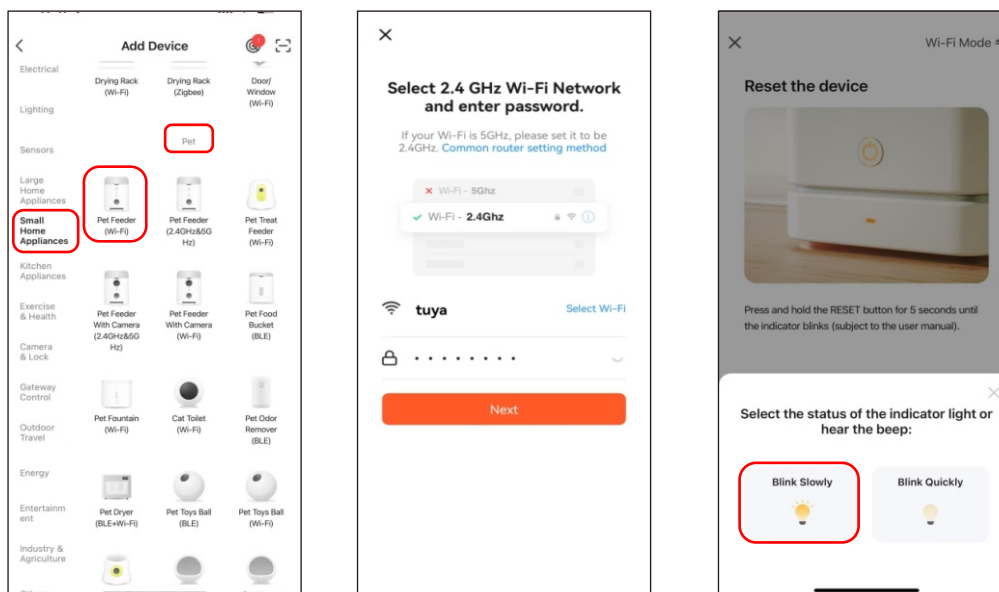 Add Device
Electrical
Lighting
Sensors
Large
Home
Appliances
Small
Home
Appliances
Kitchen
Appliances
Exercise
& Health
Camera
& Lock
Gateway
Control
Outdoor
Travel
Energy
Entertainm
ent
Industry &
Agriculture
Drying Rack
(Wi-Fi)
Drying Rack
(Zigbee)
Door/
Window
(Wi-Fi)
Pet
Pet Feeder
(Wi-Fi)
Pet Feeder
(2.4GHz&5G
Hz)
Pet Treat
Feeder
(Wi-Fi)
Pet Feeder
With Camera
(2.4GHz&5G
Hz)
Pet Feeder
With Camera
(Wi-Fi)
Pet Food
Bucket
(BLE)
Pet Fountain
(Wi-Fi)
Cat Toilet
(Wi-Fi)
Pet Odor
Remover
(BLE)
Pet Dryer
(BLE+Wi-Fi)
Pet Toys Ball
(BLE)
Pet Toys Ball
(Wi-Fi)
Select 2.4 GHz Wi-Fi Network
and enter password.
If your Wi-Fi is 5GHz, please set it to be
2.4GHz. Common router setting method
Wi-Fi - 5Ghz
Wi-Fi - 2.4Ghz
tuya
Select Wi-Fi
Next
Wi-Fi Mode
Reset the device
Press and hold the RESET button for 5 seconds until
the indicator blinks (subject to the user manual).
Select the status of the indicator light or
hear the beep:
Blink Slowly
Blink Quickly